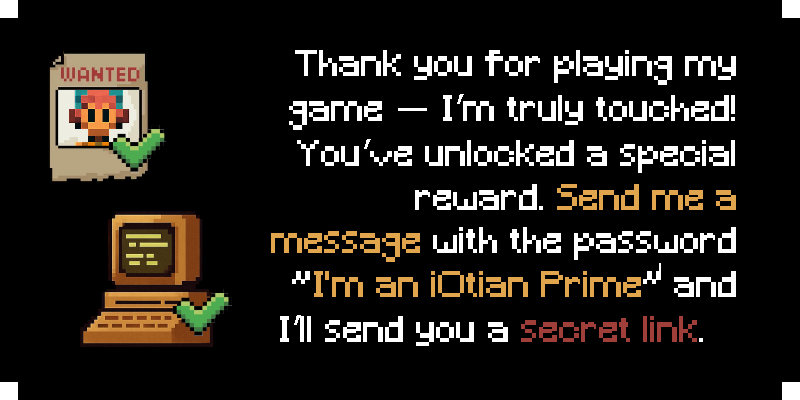 WANTED
Thank you for playing my
game — I'm truly touched!
You've unlocked a special
reward. Send me a
message with the password
"I'm an iOtian Prime" and
I'll send you a secret link.